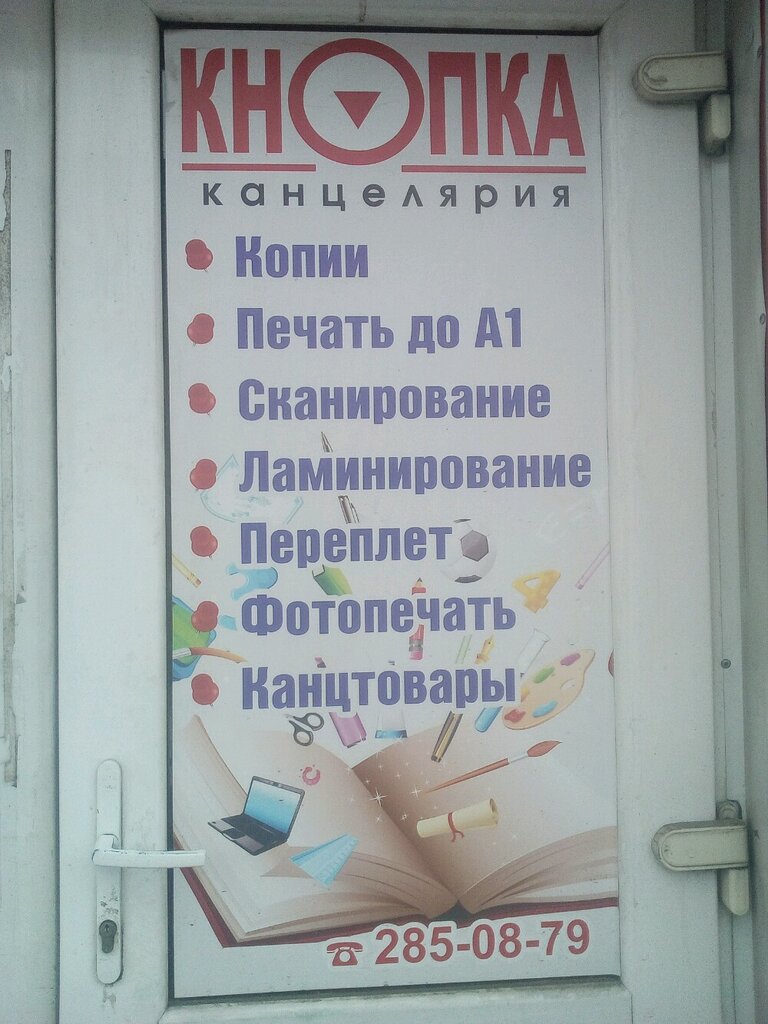 КНОПКА
канцелярия
Копии
Печать до А1
Сканирование
Ламинирование
Переплет
Фотопечать
Канцтовары
285-08-79